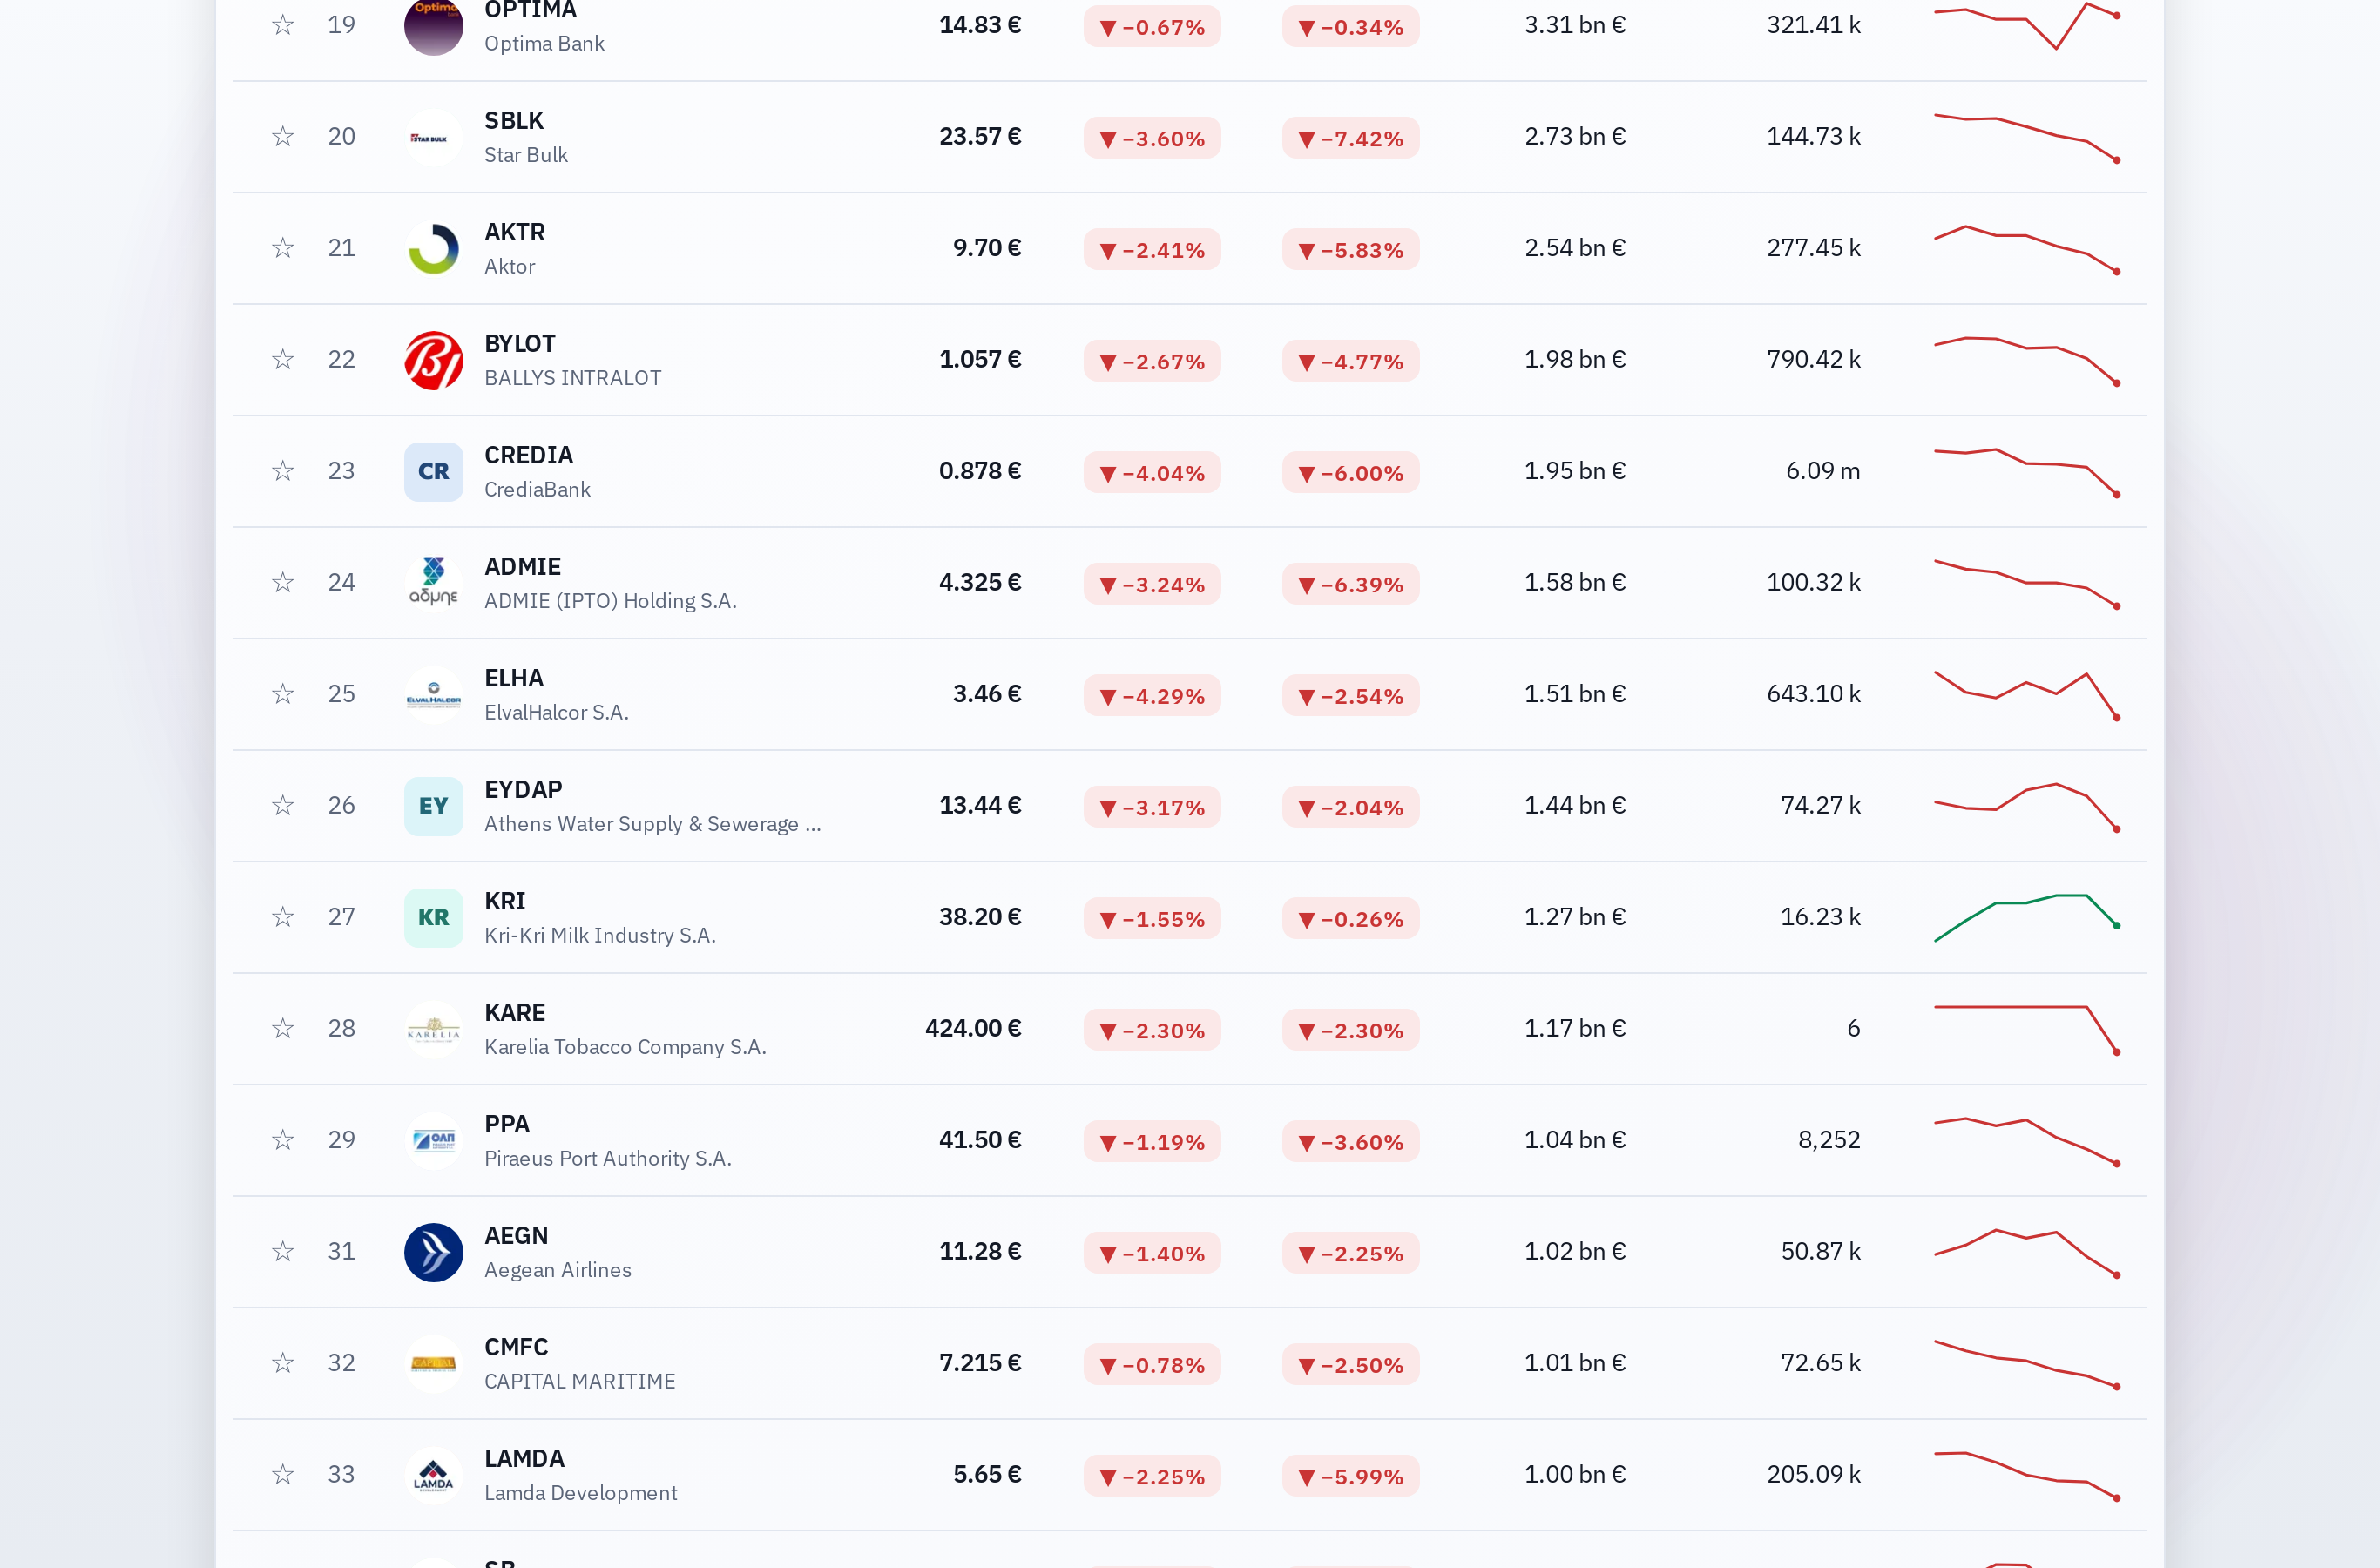 ☆ 19 Optima OPTIMA 14.83 € ▼ −0.67% ▼ −0.34% 3.31 bn € 321.41 k
Optima Bank
☆ 20 STAR BULK SBLK 23.57 € ▼ −3.60% ▼ −7.42% 2.73 bn € 144.73 k
Star Bulk
☆ 21 AKTR 9.70 € ▼ −2.41% ▼ −5.83% 2.54 bn € 277.45 k
Aktor
☆ 22 BYLOT 1.057 € ▼ −2.67% ▼ −4.77% 1.98 bn € 790.42 k
BALLYS INTRALOT
☆ 23 CR CREDIA 0.878 € ▼ −4.04% ▼ −6.00% 1.95 bn € 6.09 m
CrediaBank
☆ 24 αδμηε ADMIE 4.325 € ▼ −3.24% ▼ −6.39% 1.58 bn € 100.32 k
ADMIE (IPTO) Holding S.A.
☆ 25 ELVALHALCOR ELHA 3.46 € ▼ −4.29% ▼ −2.54% 1.51 bn € 643.10 k
ElvalHalcor S.A.
☆ 26 EY EYDAP 13.44 € ▼ −3.17% ▼ −2.04% 1.44 bn € 74.27 k
Athens Water Supply & Sewerage ...
☆ 27 KR KRI 38.20 € ▼ −1.55% ▼ −0.26% 1.27 bn € 16.23 k
Kri-Kri Milk Industry S.A.
☆ 28 KARELIA KARE 424.00 € ▼ −2.30% ▼ −2.30% 1.17 bn € 6
Karelia Tobacco Company S.A.
☆ 29 ΟΛΠ PPA 41.50 € ▼ −1.19% ▼ −3.60% 1.04 bn € 8,252
Piraeus Port Authority S.A.
☆ 31 AEGN 11.28 € ▼ −1.40% ▼ −2.25% 1.02 bn € 50.87 k
Aegean Airlines
☆ 32 CAPITAL CMFC 7.215 € ▼ −0.78% ▼ −2.50% 1.01 bn € 72.65 k
CAPITAL MARITIME
☆ 33 LAMDA LAMDA 5.65 € ▼ −2.25% ▼ −5.99% 1.00 bn € 205.09 k
Lamda Development